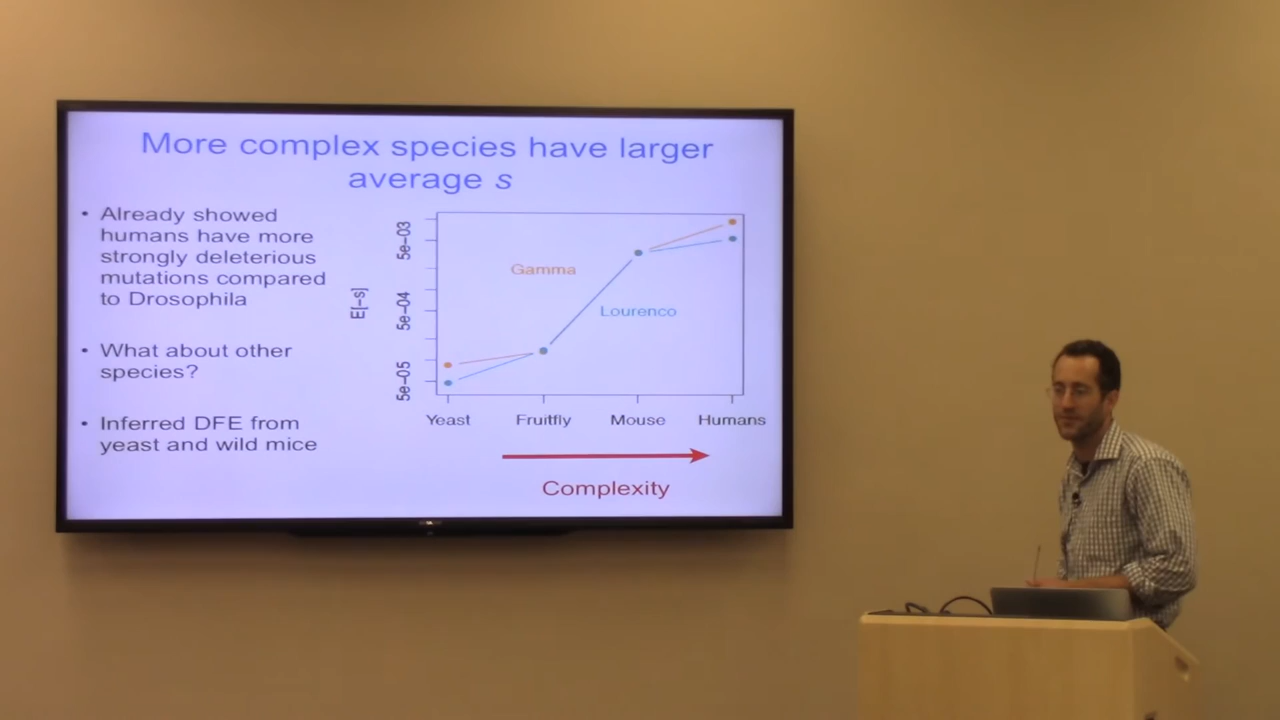 More complex species have larger
average s
• Already showed
humans have more
strongly deleterious
mutations compared
to Drosophila
• What about other
species?
• Inferred DFE from
yeast and wild mice
E[-s]
5e-03
5e-04
5e-05
Gamma
Lourenco
Yeast Fruitfly Mouse Humans
Complexity